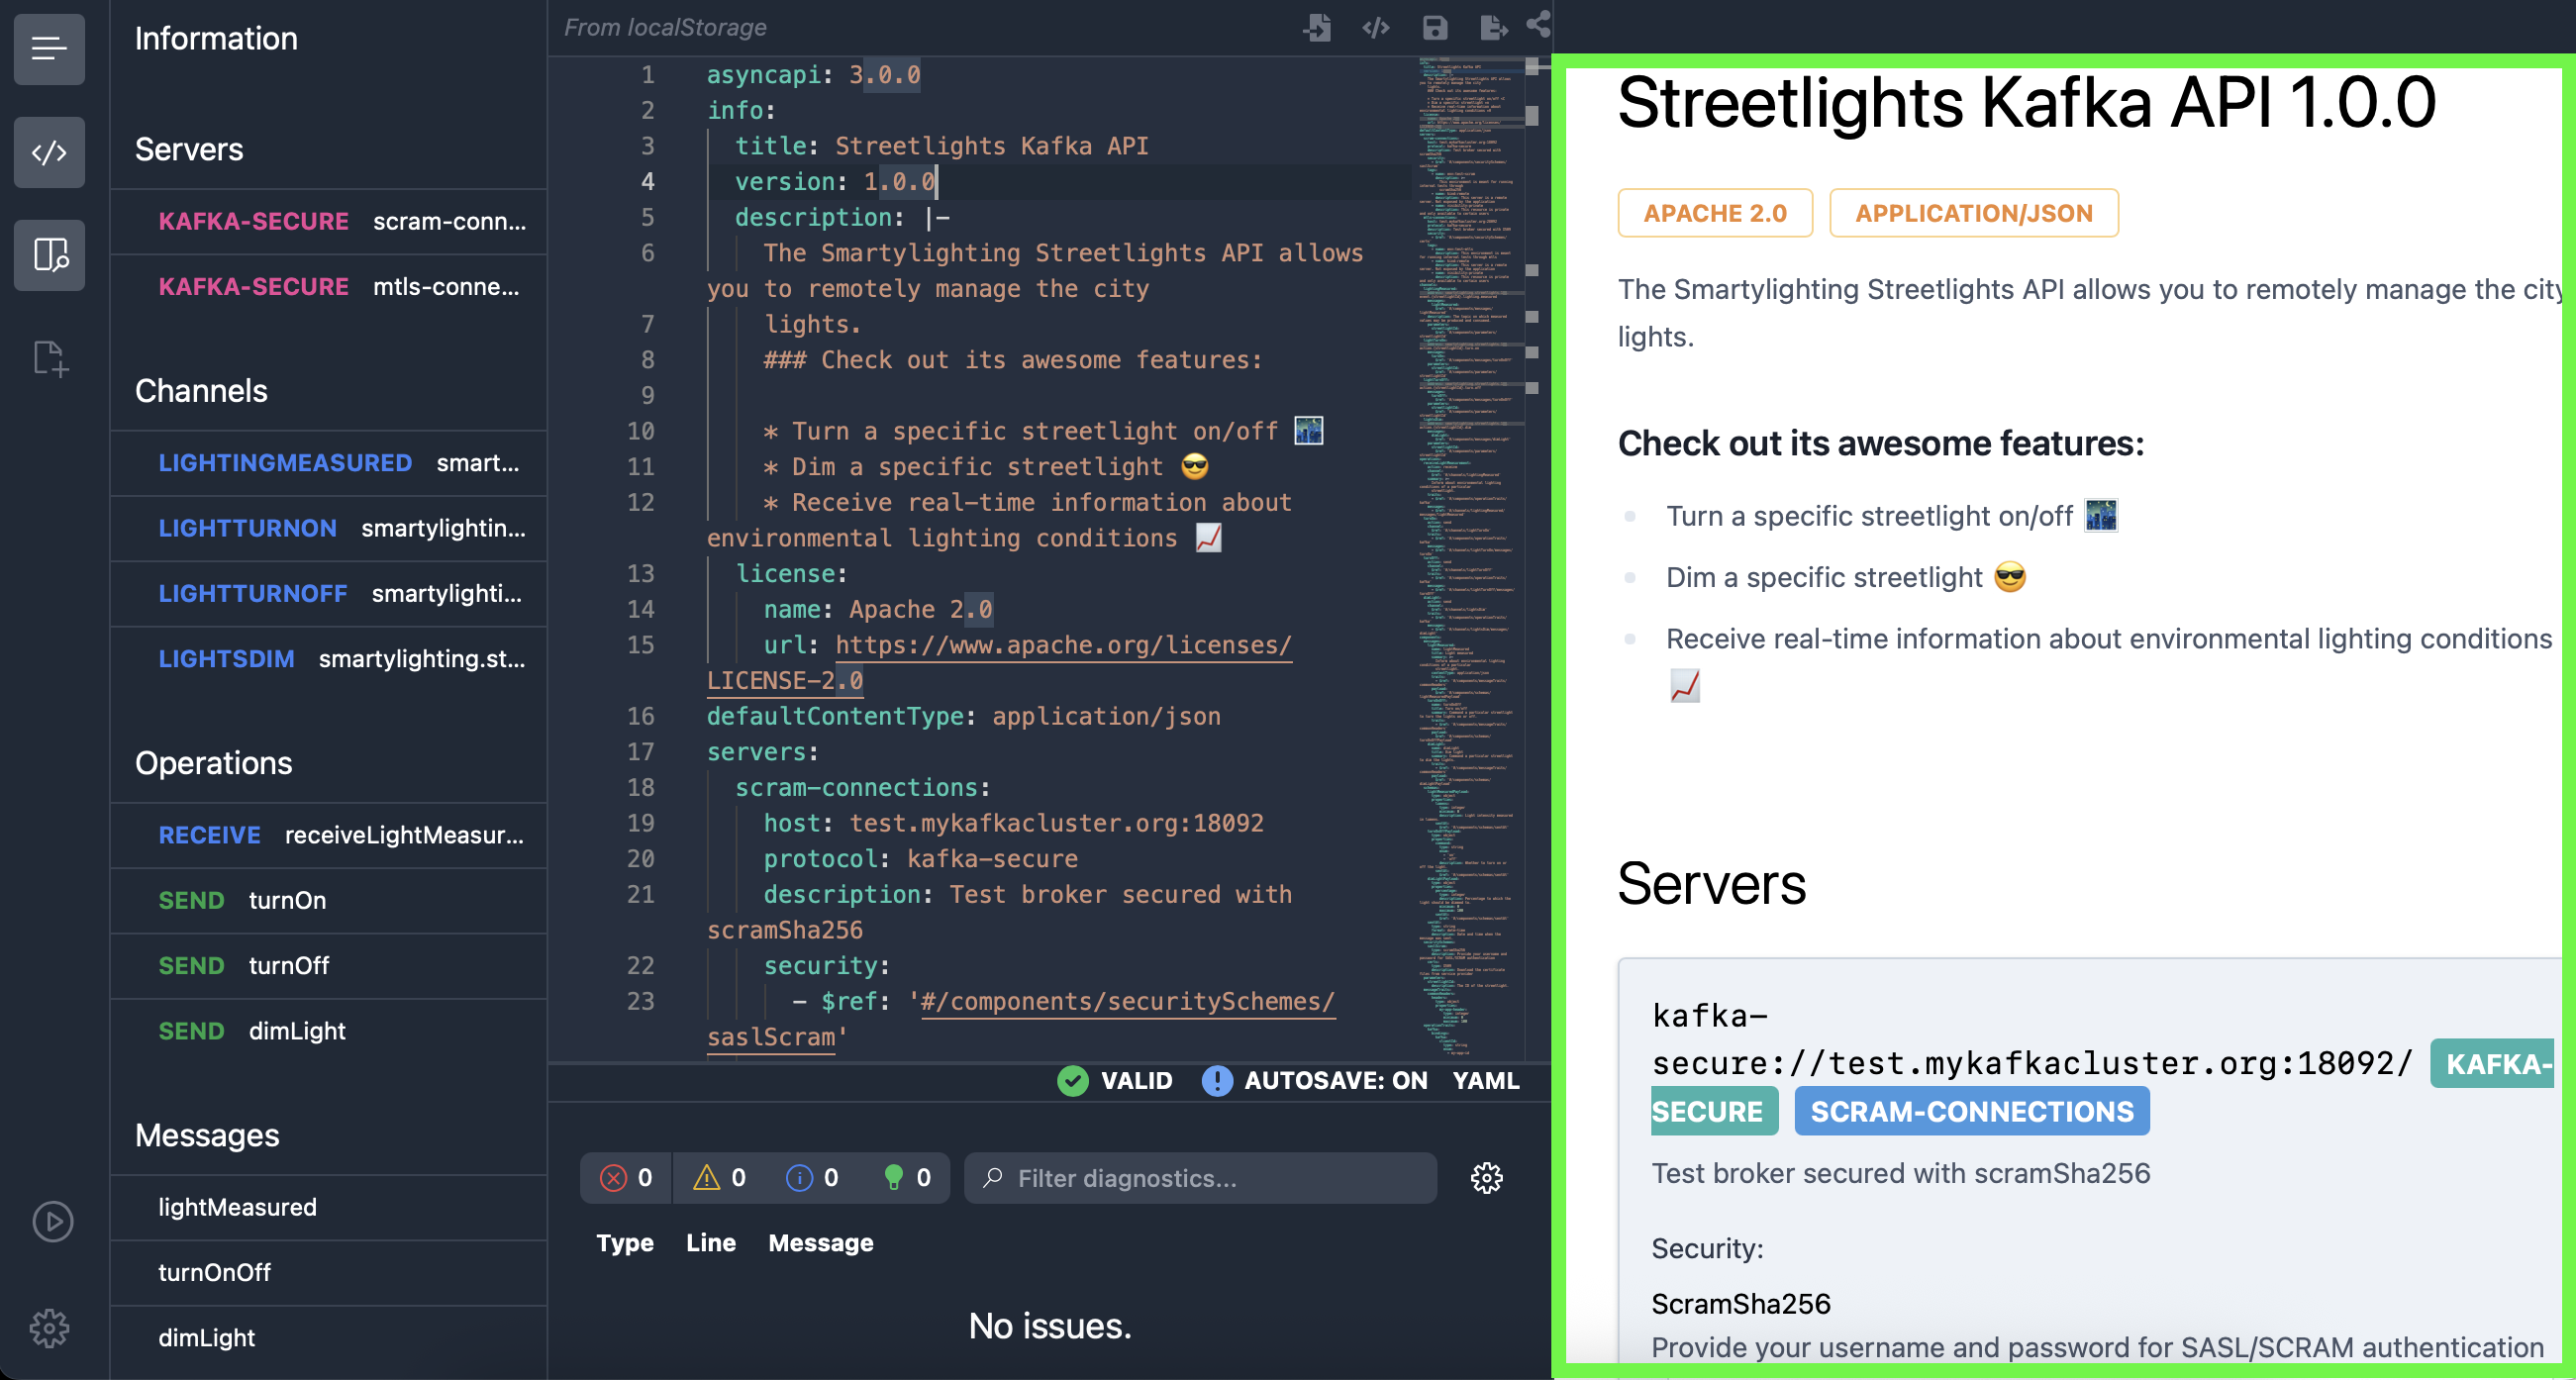 Information
Servers
KAFKA-SECURE scram-conn...
KAFKA-SECURE mtls-conne...
Channels
LIGHTINGMEASURED smart...
LIGHTTURNON smartylightin...
LIGHTTURNOFF smartylighti...
LIGHTSDIM smartylighting.st...
Operations
RECEIVE receiveLightMeasur...
SEND turnOn
SEND turnOff
SEND dimLight
Messages
lightMeasured
turnOnOff
dimLight
From localStorage
1 asyncapi: 3.0.0
2 info:
3 title: Streetlights Kafka API
4 version: 1.0.0
5 description: |-
6 The Smartylighting Streetlights API allows
you to remotely manage the city
7 lights.
8 ### Check out its awesome features:
9
10 * Turn a specific streetlight on/off 🌃
11 * Dim a specific streetlight 😎
12 * Receive real-time information about
environmental lighting conditions 📈
13 license:
14 name: Apache 2.0
15 url: https://www.apache.org/licenses/
LICENSE-2.0
16 defaultContentType: application/json
17 servers:
18 scram-connections:
19 host: test.mykafkacluster.org:18092
20 protocol: kafka-secure
21 description: Test broker secured with
scramSha256
22 security:
23 - $ref: '#/components/securitySchemes/
saslScram'
VALID AUTOSAVE: ON YAML
0 0 0 0 Filter diagnostics...
Type Line Message
No issues.
Streetlights Kafka API 1.0.0
APACHE 2.0 APPLICATION/JSON
The Smartylighting Streetlights API allows you to remotely manage the city
lights.
Check out its awesome features:
Turn a specific streetlight on/off 🌃
Dim a specific streetlight 😎
Receive real-time information about environmental lighting conditions
📈
Servers
kafka-
secure://test.mykafkacluster.org:18092/ KAFKA-
SECURE SCRAM-CONNECTIONS
Test broker secured with scramSha256
Security:
ScramSha256
Provide your username and password for SASL/SCRAM authentication